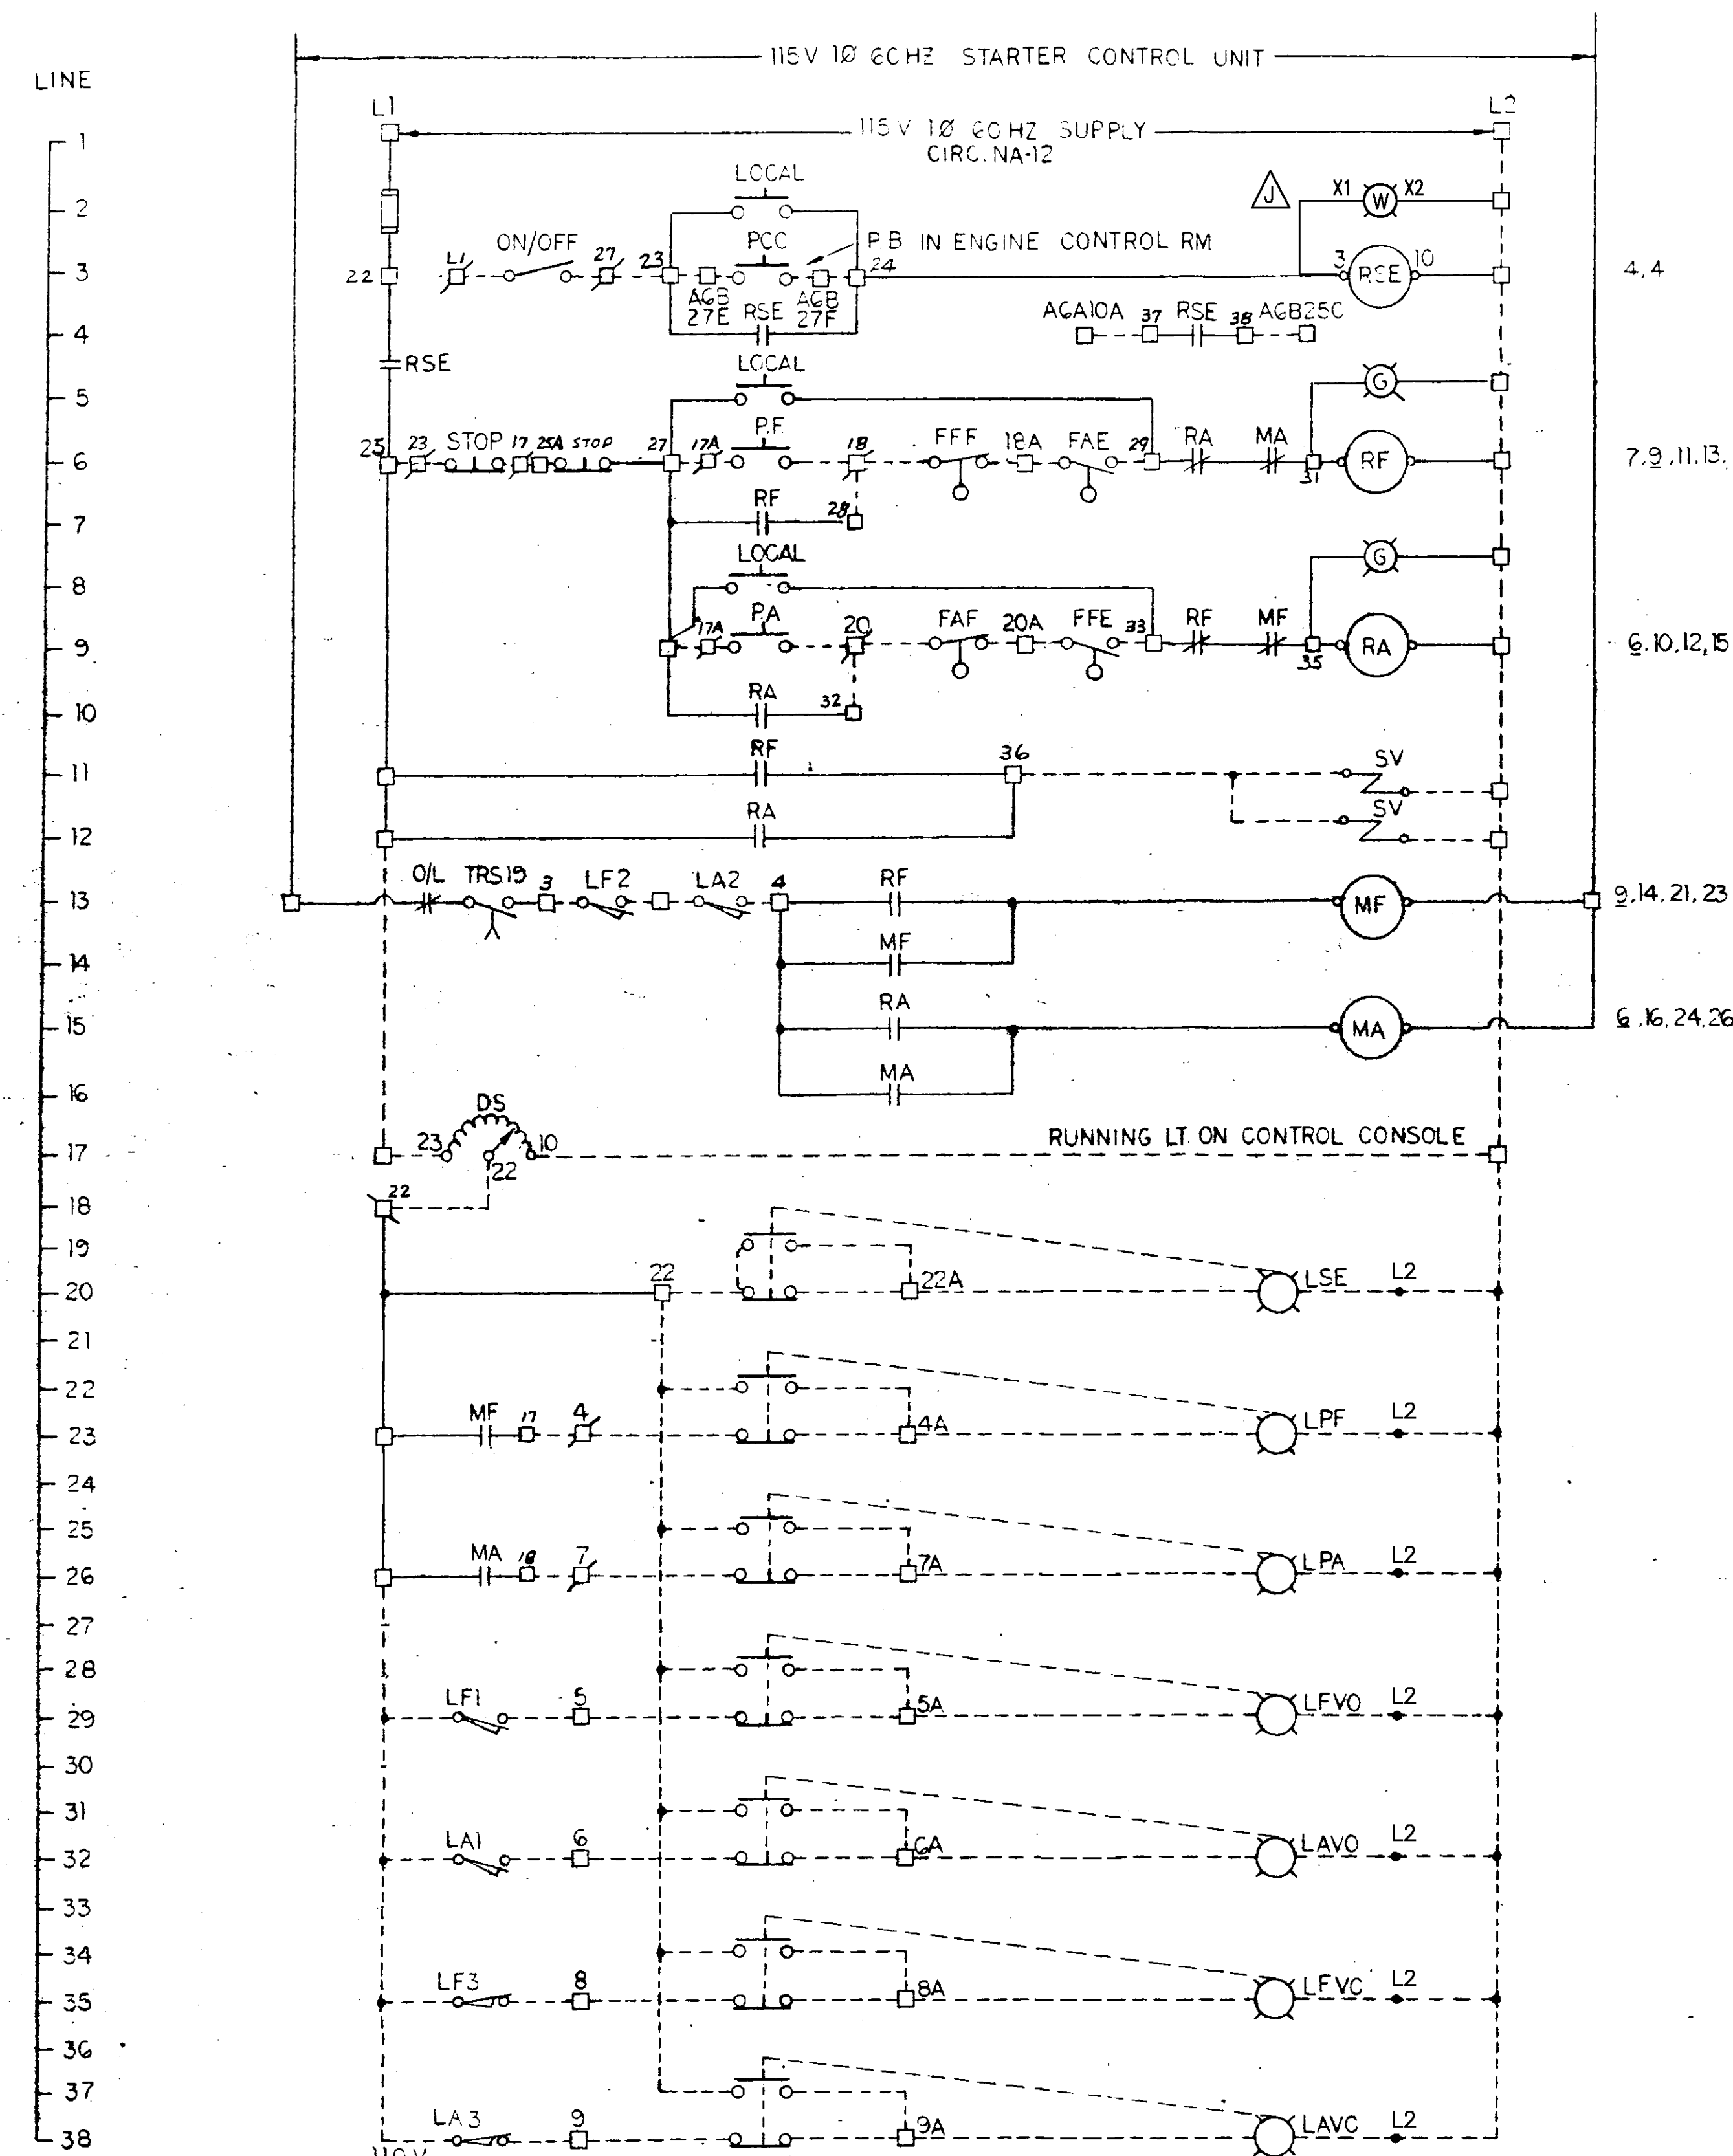 115V 1Ø 60HZ STARTER CONTROL UNIT
LINE
L1
L2
1
115 V 1Ø 60 HZ SUPPLY
CIRC. NA-12
LOCAL
J
X1 W X2
2
ON/OFF
PCC
P.B IN ENGINE CONTROL RM
3
22
L1
27
23
24
3
RSE
10
4,4
A6B
27E
RSE
A6B
27F
A6A10A
37
RSE
38
A6B25C
4
RSE
LOCAL
G
5
25
23
STOP
17
25A
STOP
27
17A
P.F
18
FFF
18A
FAE
29
RA
MA
31
RF
6
7,9,11,13,
RF
28
7
LOCAL
G
8
17A
P.A
20
FAF
20A
FFE
33
RF
MF
35
RA
9
6,10,12,15
RA
32
10
RF
36
SV
11
RA
SV
12
O/L
TRS19
3
LF2
LA2
4
RF
MF
13
9,14,21,23
MF
14
RA
MA
15
6,16,24,26
MA
16
DS
23
10
22
RUNNING LT. ON CONTROL CONSOLE
17
22
18
19
22
22A
LSE
L2
20
21
22
MF
17
4
4A
LPF
L2
23
24
25
MA
18
7
7A
LPA
L2
26
27
28
LF1
5
5A
LFVO
L2
29
30
31
LA1
6
6A
LAVO
L2
32
33
34
LF3
8
8A
LFVC
L2
35
36
37
LA3
9
9A
LAVC
L2
38
110V